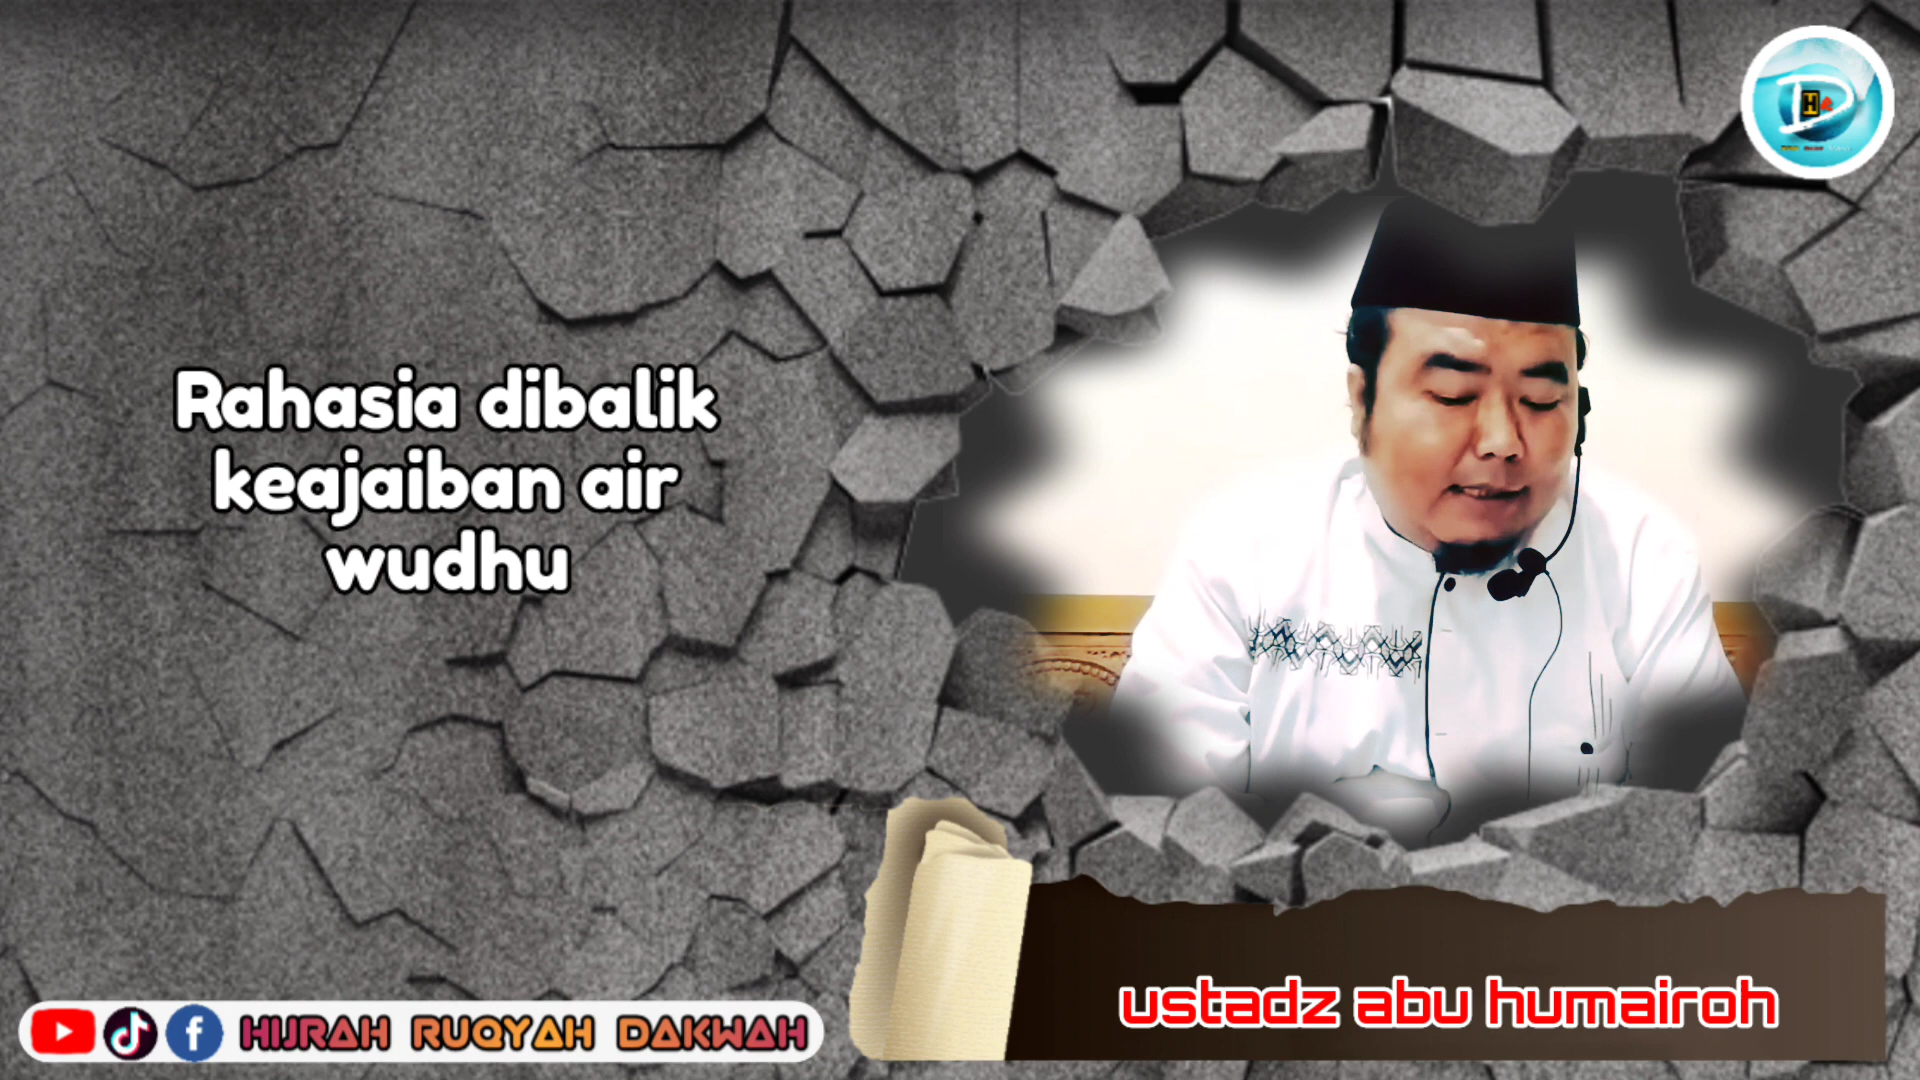 Rahasia dibalik
keajaiban air
wudhu
ustadz abu humairoh
HIJRAH RUQYAH DAKWAH